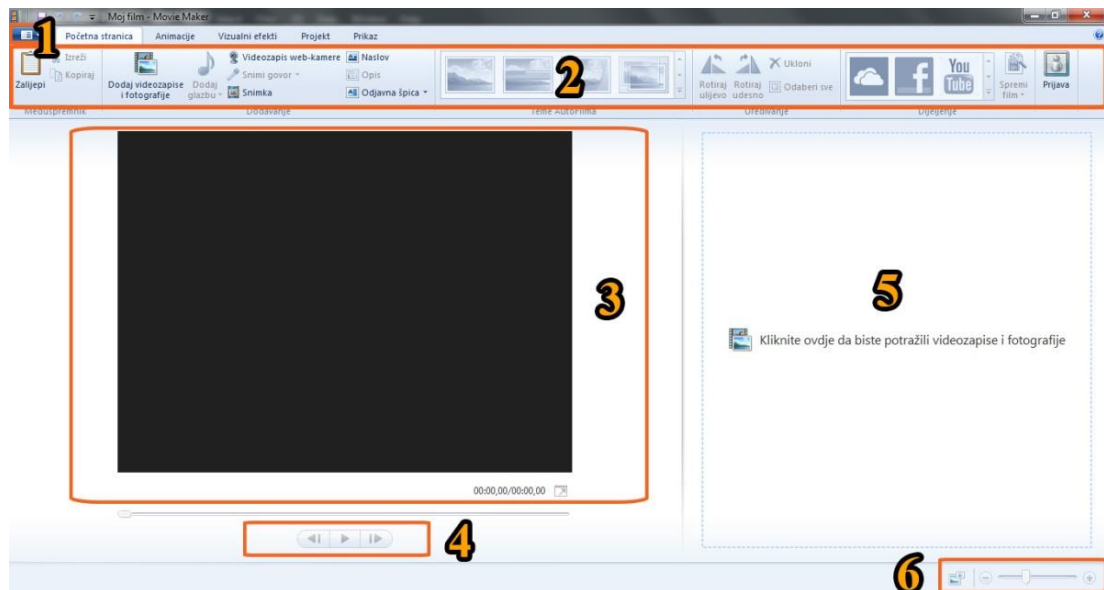 Moj film - Movie Maker
1
Početna stranica Animacije Vizualni efekti Projekt Prikaz
Zalijepi
Izreži
Kopiraj
Međuspremnik
Dodaj videozapise
i fotografije
Dodaj
glazbu
Videozapis web-kamere
Snimi govor
Snimka
Naslov
Opis
Odjavna špica
Dodavanje
2
Teme AutoFilma
Rotiraj
ulijevo
Rotiraj
udesno
Ukloni
Odaberi sve
Uređivanje
f
You
Tube
Spremi
film
Dijeljenje
Prijava
3
00:00,00/00:00,00
4
5
Kliknite ovdje da biste potražili videozapise i fotografije
6